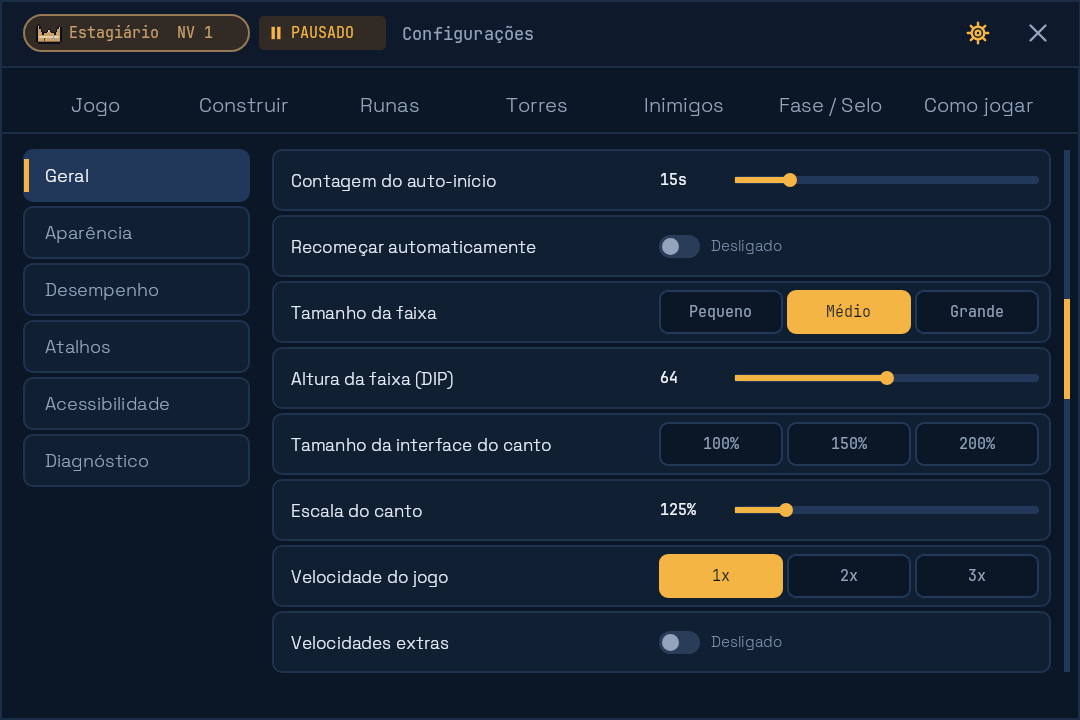 Estagiário NV 1
PAUSADO
Configurações
Jogo
Construir
Runas
Torres
Inimigos
Fase / Selo
Como jogar
Geral
Aparência
Desempenho
Atalhos
Acessibilidade
Diagnóstico
Contagem do auto-início
15s
Recomeçar automaticamente
Desligado
Tamanho da faixa
Pequeno
Médio
Grande
Altura da faixa (DIP)
64
Tamanho da interface do canto
100%
150%
200%
Escala do canto
125%
Velocidade do jogo
1x
2x
3x
Velocidades extras
Desligado